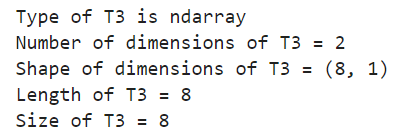 Type of T3 is ndarray
Number of dimensions of T3 = 2
Shape of dimensions of T3 = (8, 1)
Length of T3 = 8
Size of T3 = 8